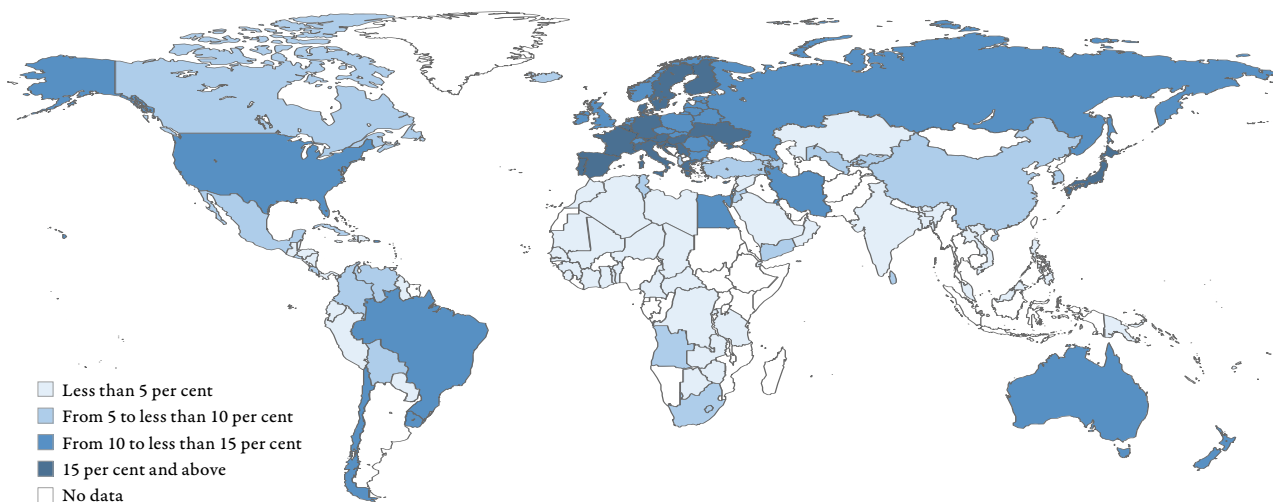 Less than 5 per cent
From 5 to less than 10 per cent
From 10 to less than 15 per cent
15 per cent and above
No data